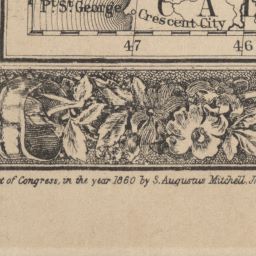 Pt. St. George
C A
Crescent City
47
46
t of Congress, in the year 1860 by S. Augustus Mitchell, Jr